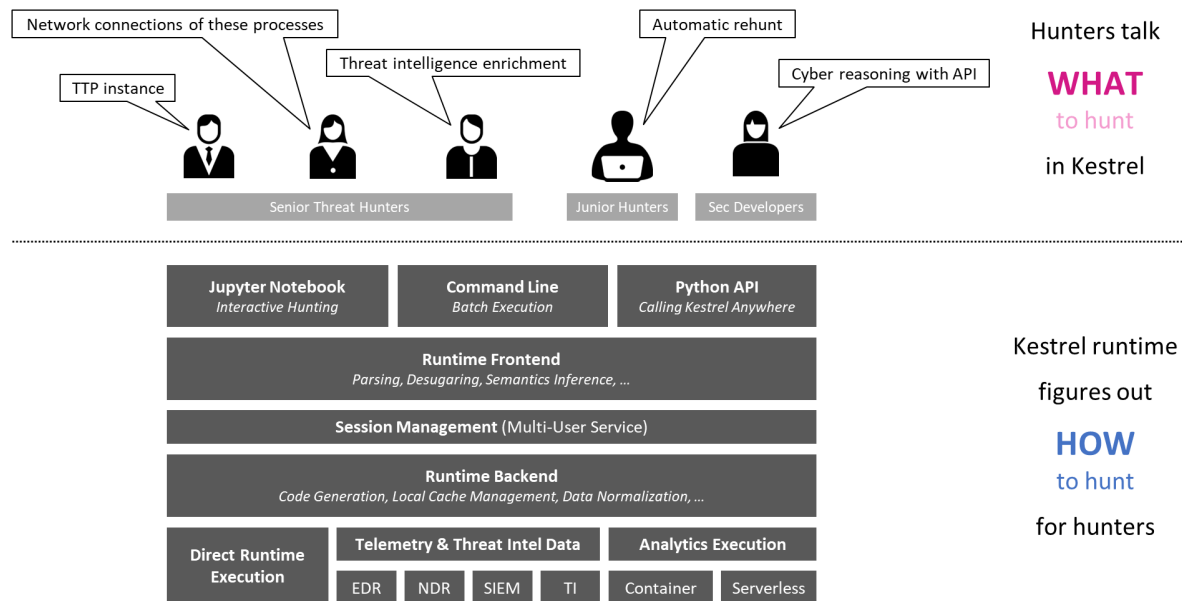 Network connections of these processes
Automatic rehunt
Threat intelligence enrichment
Cyber reasoning with API
TTP instance
Senior Threat Hunters
Junior Hunters
Sec Developers
Hunters talk
WHAT
to hunt
in Kestrel
Jupyter Notebook
Interactive Hunting
Command Line
Batch Execution
Python API
Calling Kestrel Anywhere
Runtime Frontend
Parsing, Desugaring, Semantics Inference, ...
Session Management (Multi-User Service)
Runtime Backend
Code Generation, Local Cache Management, Data Normalization, ...
Direct Runtime
Execution
Telemetry & Threat Intel Data
EDR
NDR
SIEM
TI
Analytics Execution
Container
Serverless
Kestrel runtime
figures out
HOW
to hunt
for hunters